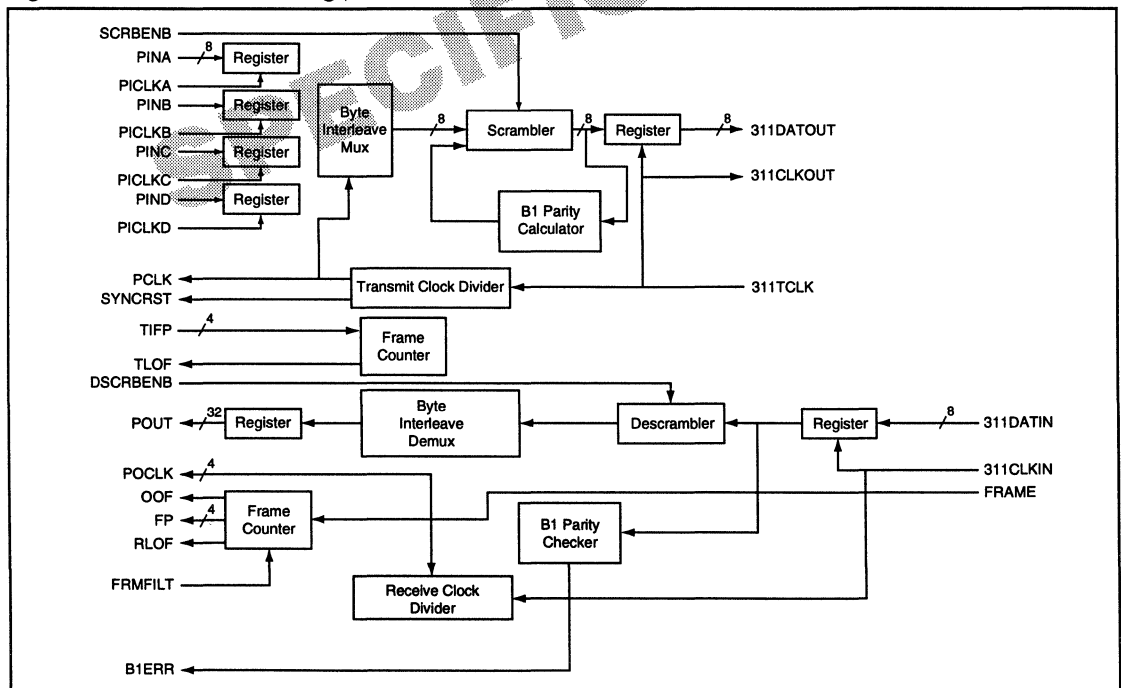 SPECIFIC
SCRBENB
PINA 8 Register
PICLKA
PINB Register
PICLKB
PINC Register
PICLKC
PIND Register
PICLKD
Byte
Interleave
Mux
8
Scrambler
8
Register
8
311DATOUT
311CLKOUT
B1 Parity
Calculator
PCLK
SYNCRST
Transmit Clock Divider
311TCLK
TIFP 4
TLOF
Frame
Counter
DSCRBENB
POUT 32 Register
Byte
Interleave
Demux
Descrambler
Register
8
311DATIN
311CLKIN
FRAME
POCLK 4
OOF
FP 4
RLOF
Frame
Counter
FRMFILT
B1 Parity
Checker
Receive Clock
Divider
B1ERR